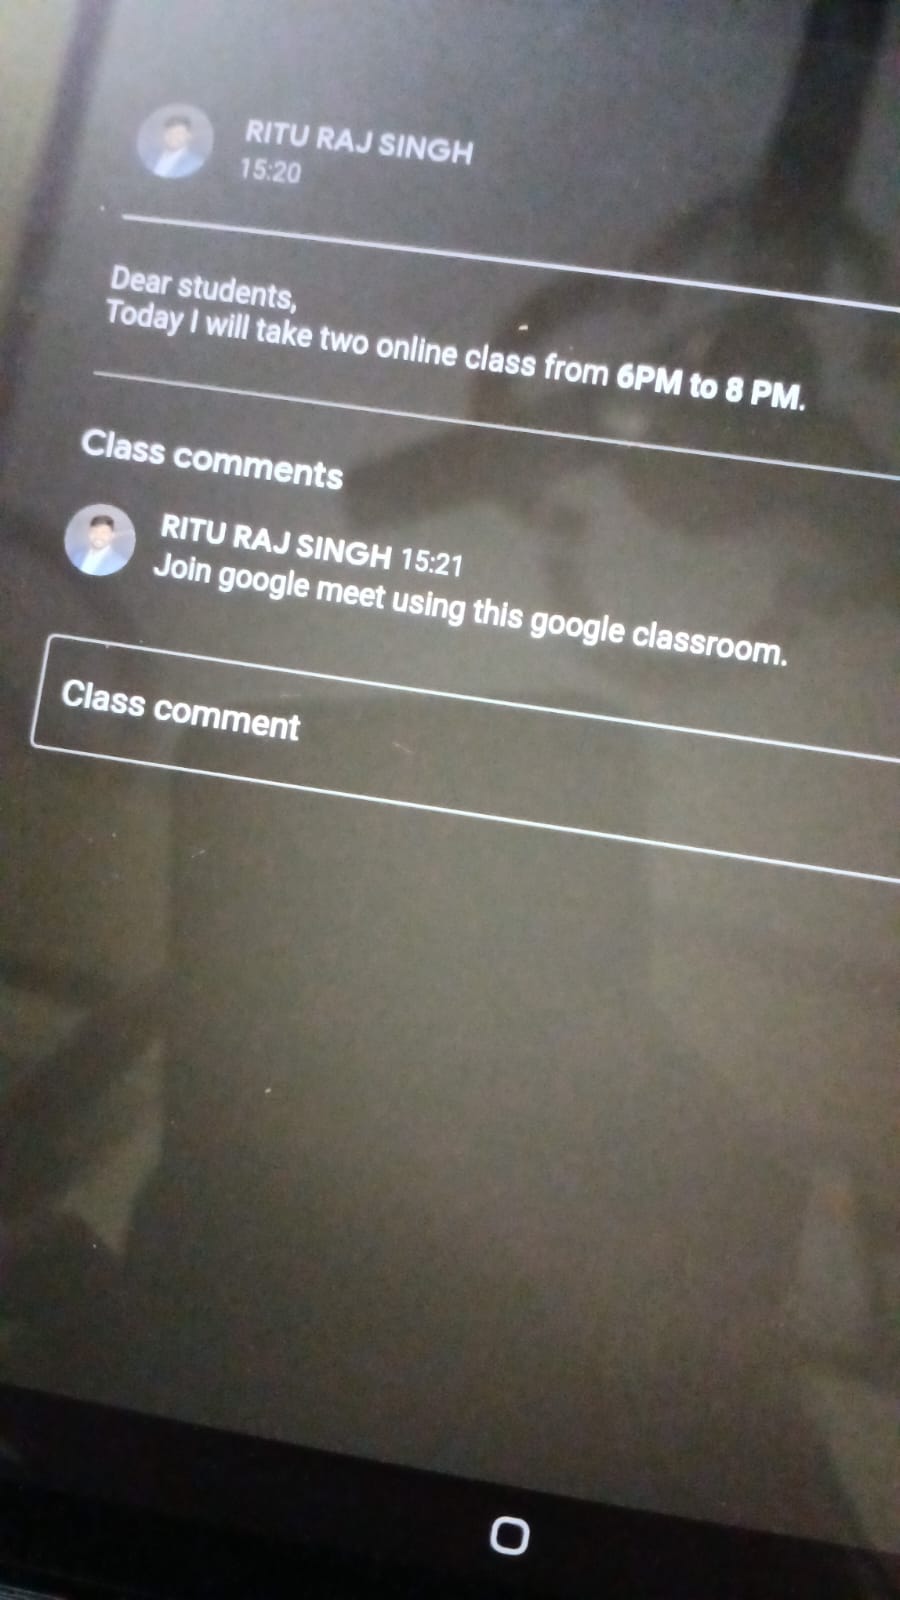 RITU RAJ SINGH
15:20
Dear students,
Today I will take two online class from 6PM to 8 PM.
Class comments
RITU RAJ SINGH 15:21
Join google meet using this google classroom.
Class comment